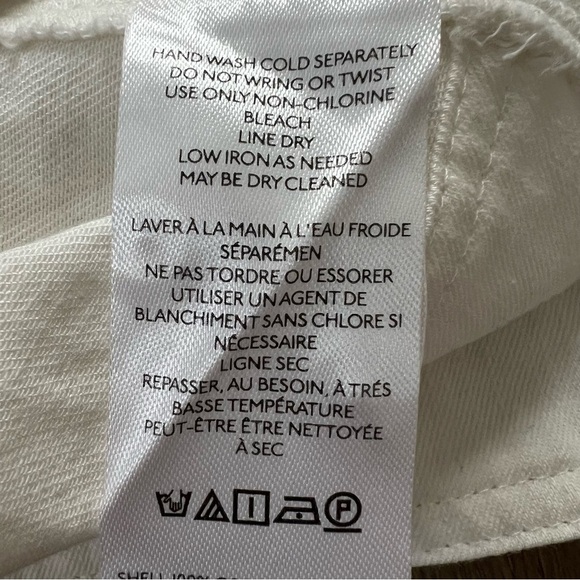 HAND WASH COLD SEPARATELY
DO NOT WRING OR TWIST
USE ONLY NON-CHLORINE
BLEACH
LINE DRY
LOW IRON AS NEEDED
MAY BE DRY CLEANED
LAVER À LA MAIN À L'EAU FROIDE
SÉPARÉMEN
NE PAS TORDRE OU ESSORER
UTILISER UN AGENT DE
BLANCHIMENT SANS CHLORE SI
NÉCESSAIRE
LIGNE SEC
REPASSER, AU BESOIN, À TRÉS
BASSE TEMPÉRATURE
PEUT-ÊTRE ÊTRE NETTOYÉE
À SEC
P
SHELL 100%